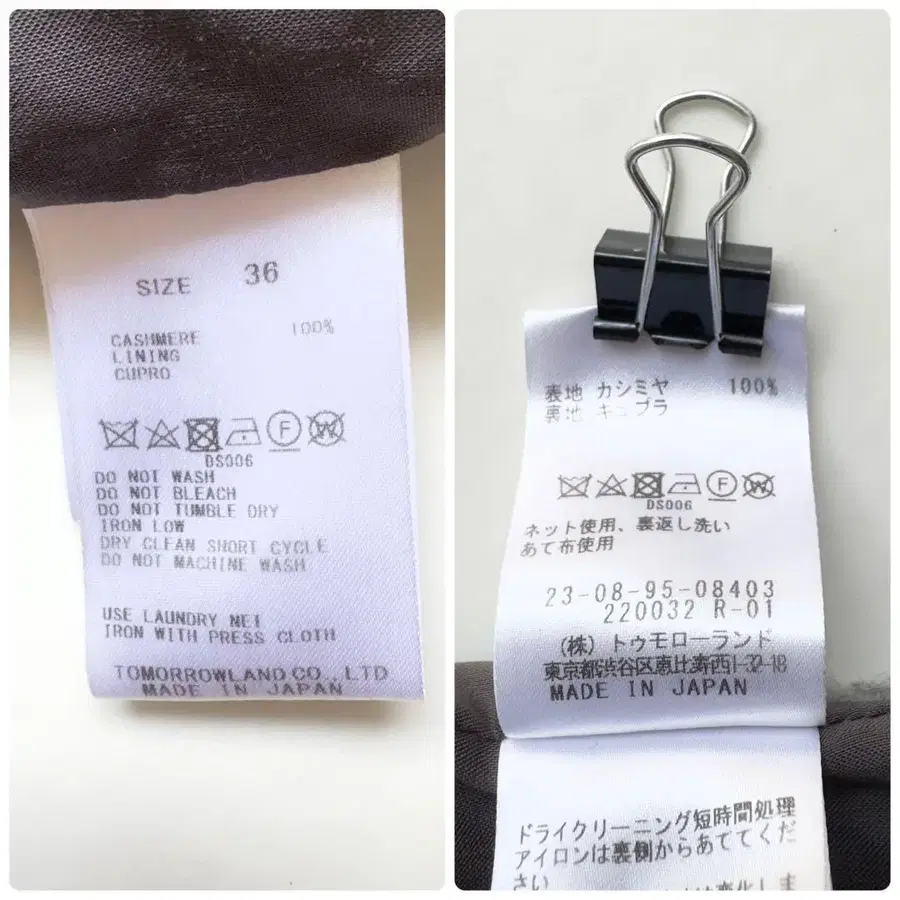 SIZE 36
CASHMERE 100%
LINING
CUPRO
F W
DS006
DO NOT WASH
DO NOT BLEACH
DO NOT TUMBLE DRY
IRON LOW
DRY CLEAN SHORT CYCLE
DO NOT MACHINE WASH
USE LAUNDRY NET
IRON WITH PRESS CLOTH
TOMORROWLAND CO., LTD
MADE IN JAPAN
表地 カシミヤ 100%
裏地 キュプラ
F W
DS006
ネット使用、裏返し洗い
あて布使用
23-08-95-08403
220032 R-01
(株) トゥモローランド
東京都渋谷区恵比寿西1-32-18
MADE IN JAPAN
ドライクリーニング短時間処理
アイロンは裏側からあててくだ
さい